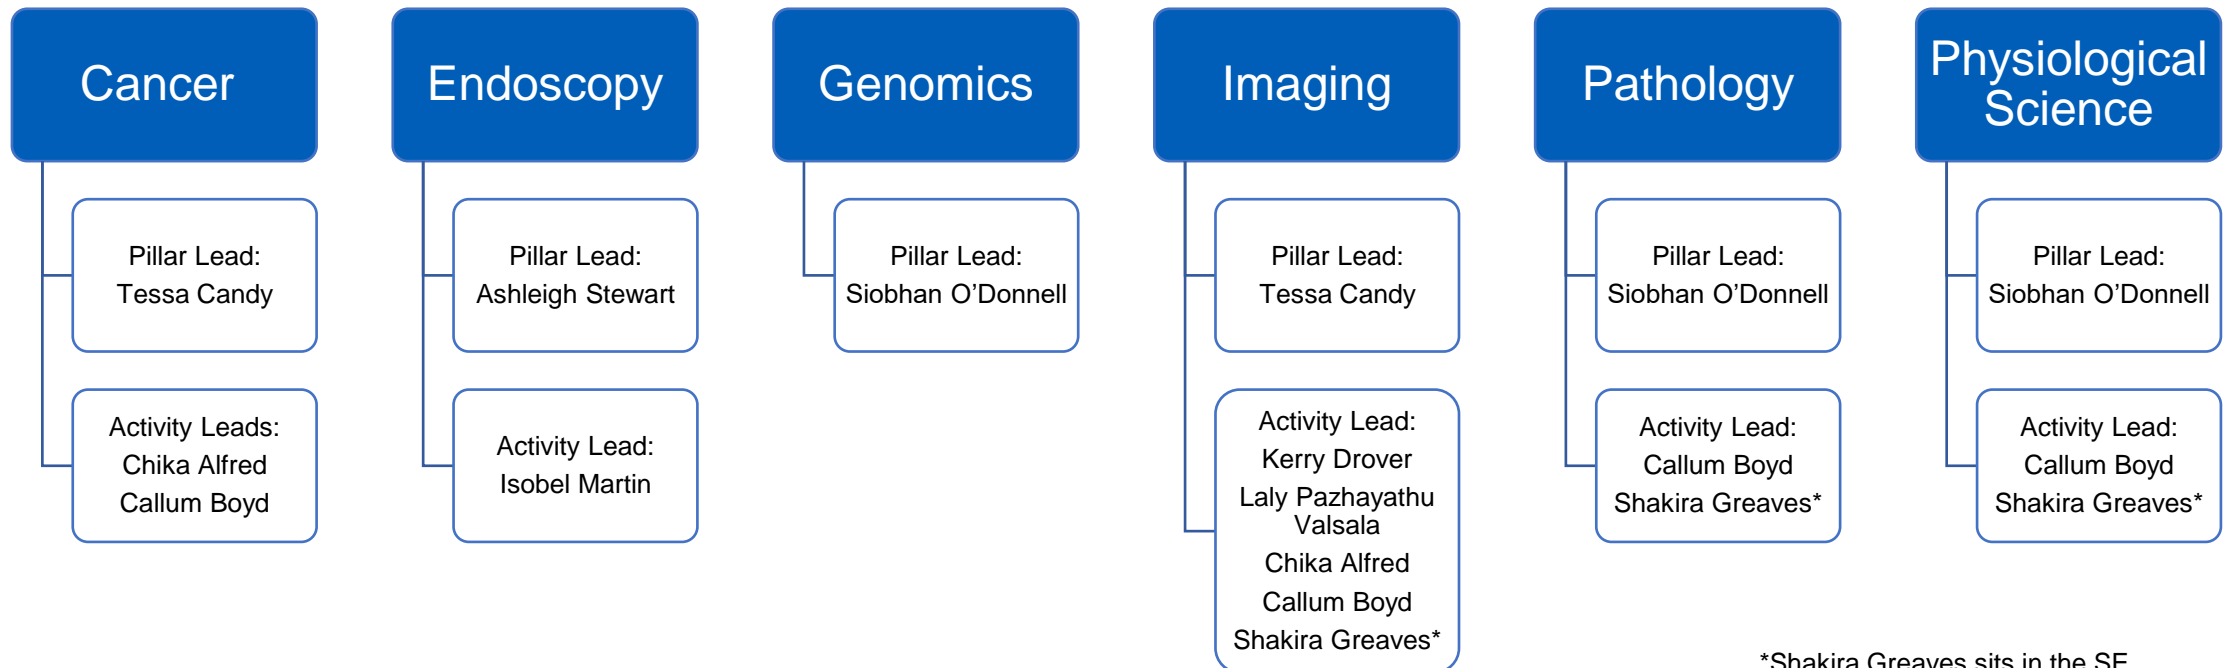 Cancer
Pillar Lead:
Tessa Candy
Activity Leads:
Chika Alfred
Callum Boyd
Endoscopy
Pillar Lead:
Ashleigh Stewart
Activity Lead:
Isobel Martin
Genomics
Pillar Lead:
Siobhan O’Donnell
Imaging
Pillar Lead:
Tessa Candy
Activity Lead:
Kerry Drover
Laly Pazhayathu
Valsala
Chika Alfred
Callum Boyd
Shakira Greaves*
Pathology
Pillar Lead:
Siobhan O’Donnell
Activity Lead:
Callum Boyd
Shakira Greaves*
Physiological
Science
Pillar Lead:
Siobhan O’Donnell
Activity Lead:
Callum Boyd
Shakira Greaves*
*Shakira Greaves sits in the SE